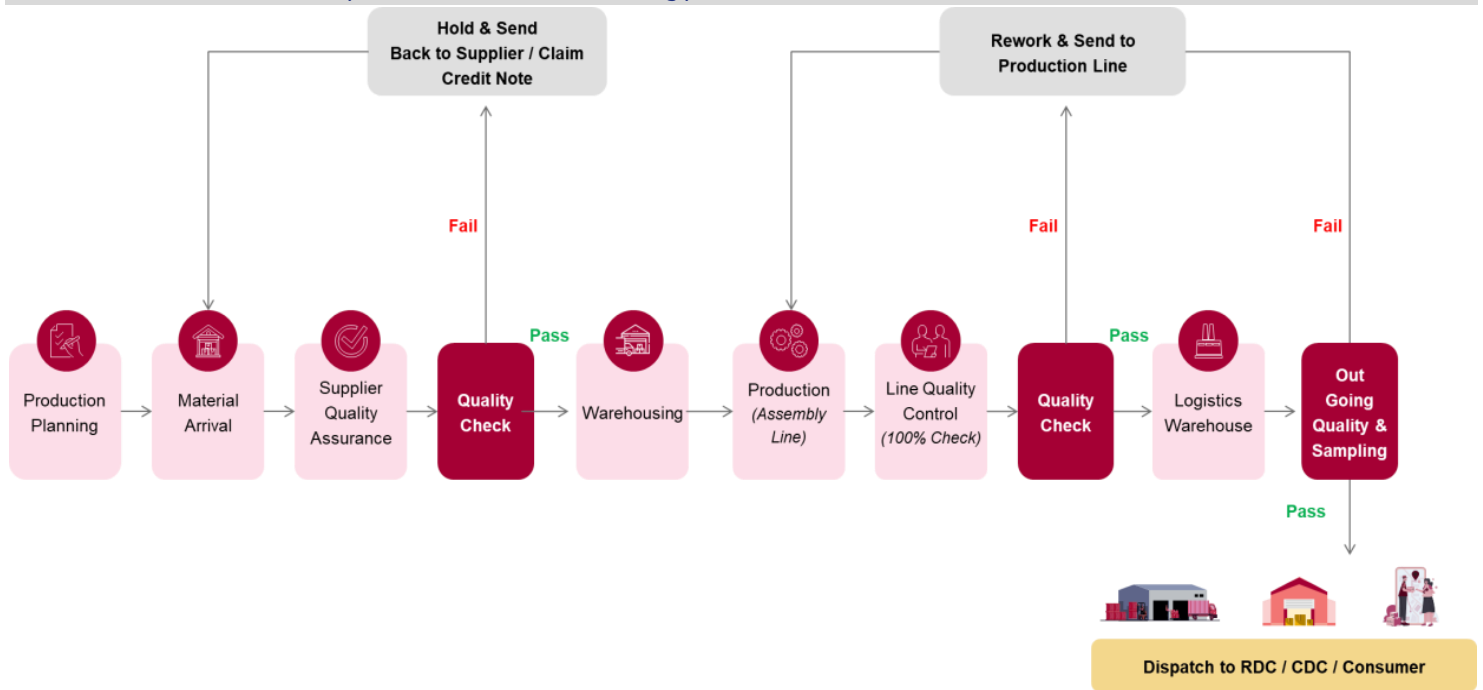 Hold & Send
Back to Supplier / Claim
Credit Note
Rework & Send to
Production Line
Fail
Fail
Fail
Pass
Pass
Production
Planning
Material
Arrival
Supplier
Quality
Assurance
Quality
Check
Warehousing
Production
(Assembly
Line)
Line Quality
Control
(100% Check)
Quality
Check
Logistics
Warehouse
Out
Going
Quality &
Sampling
Pass
Dispatch to RDC / CDC / Consumer